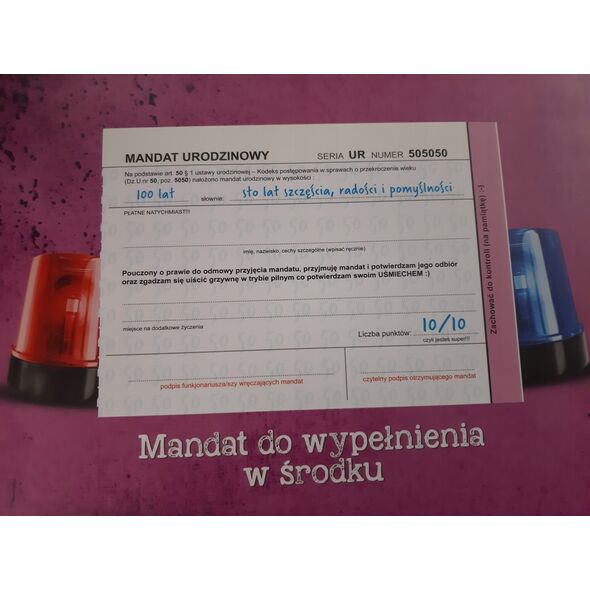 MANDAT URODZINOWY SERIA UR NUMER 505050
Na podstawie art. 50 § 1 ustawy urodzinowej – Kodeks postępowania w sprawach o przekroczenie wieku
(Dz.U.nr 50, poz. 5050) nałożono mandat urodzinowy w wysokości :
100 lat słownie: sto lat szczęścia, radości i pomyślności
PŁATNE NATYCHMIAST!!!
imię, nazwisko, cechy szczególne (wpisać ręcznie)
Pouczony o prawie do odmowy przyjęcia mandatu, przyjmuję mandat i potwierdzam jego odbiór
oraz zgadzam się uiścić grzywnę w trybie pilnym co potwierdzam swoim UŚMIECHEM :)
miejsce na dodatkowe życzenia
Liczba punktów: 10/10
czyli jesteś super!!!
podpis funkcjonariusza/szy wręczających mandat
czytelny podpis otrzymującego mandat
Zachować do kontroli (na pamiątkę) :-)
Mandat do wypełnienia
w środku